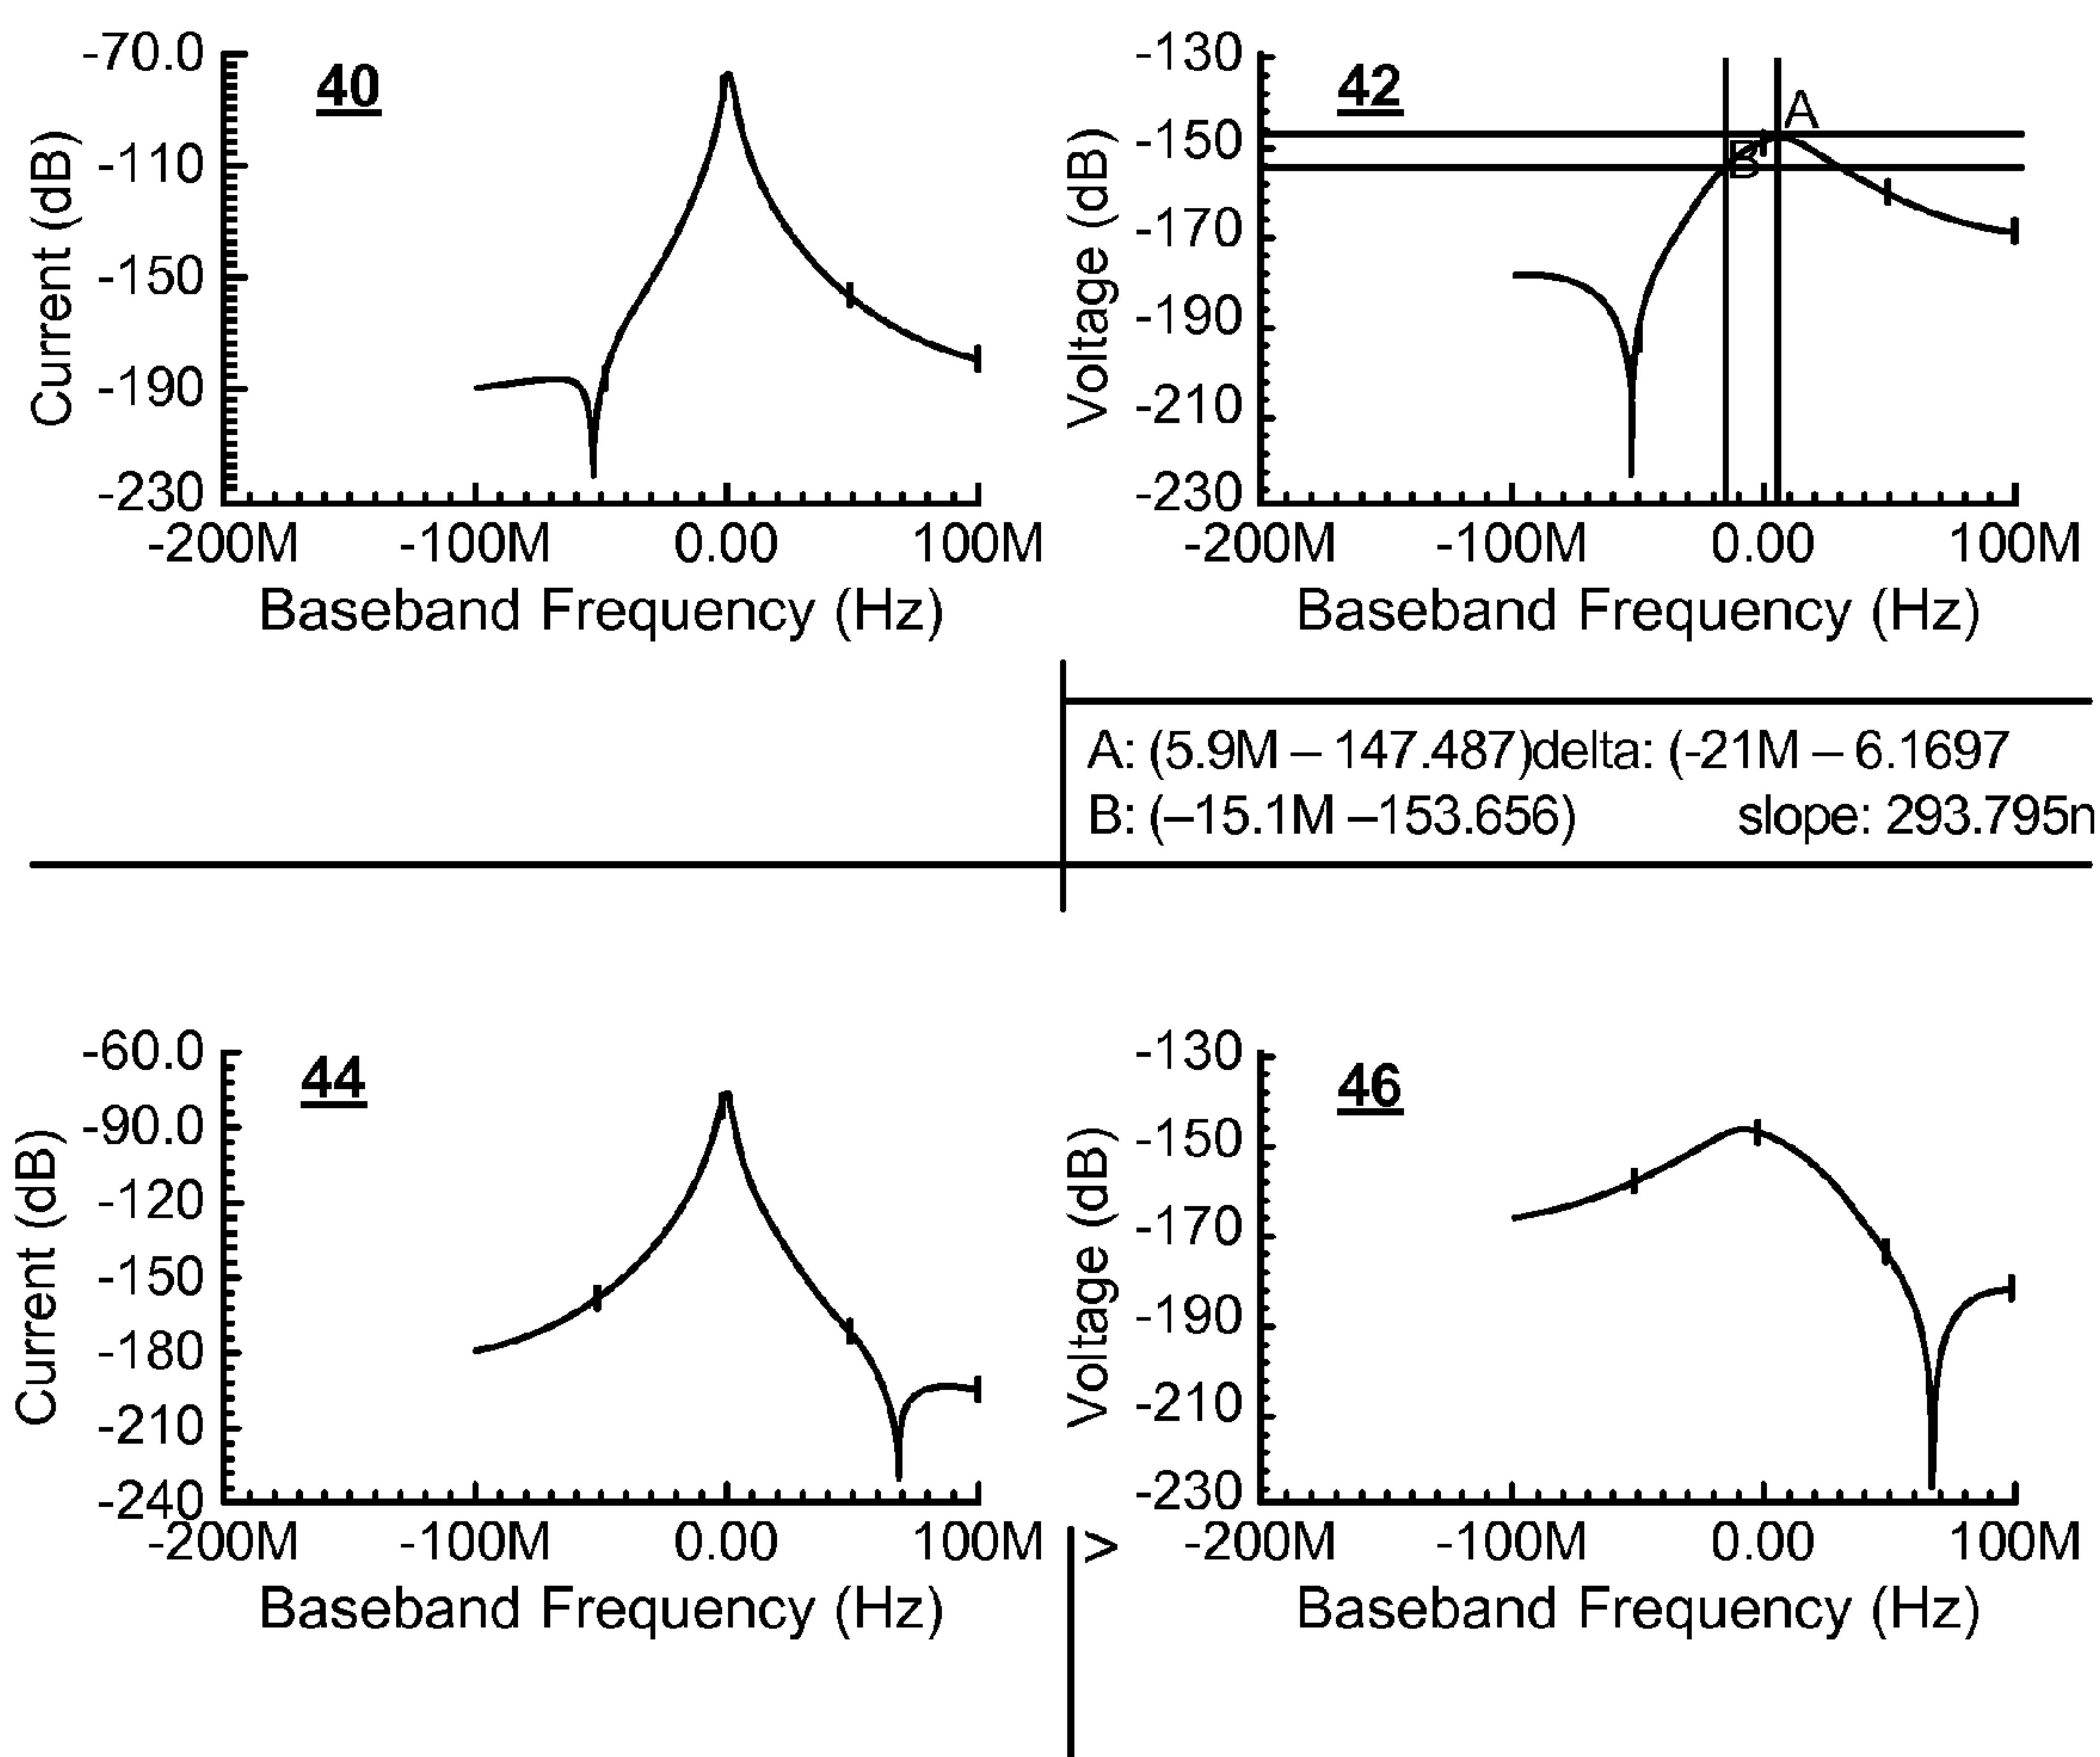 40
Current (dB)
-70.0
-110
-150
-190
-230
-200M -100M 0.00 100M
Baseband Frequency (Hz)
42
A
B
Voltage (dB)
-130
-150
-170
-190
-210
-230
-200M -100M 0.00 100M
Baseband Frequency (Hz)
A: (5.9M – 147.487)delta: (-21M – 6.1697
B: (–15.1M –153.656) slope: 293.795n
44
Current (dB)
-60.0
-90.0
-120
-150
-180
-210
-240
-200M -100M 0.00 100M
Baseband Frequency (Hz)
46
Voltage (dB)
-130
-150
-170
-190
-210
-230
-200M -100M 0.00 100M
Baseband Frequency (Hz)
>